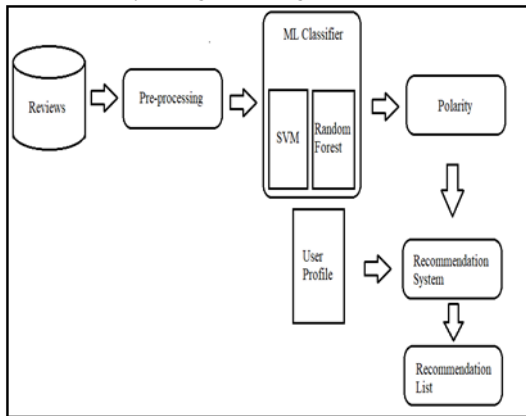 ML Classifier
Reviews
Pre-processing
SVM
Random
Forest
Polarity
User
Profile
Recommendation
System
Recommendation
List